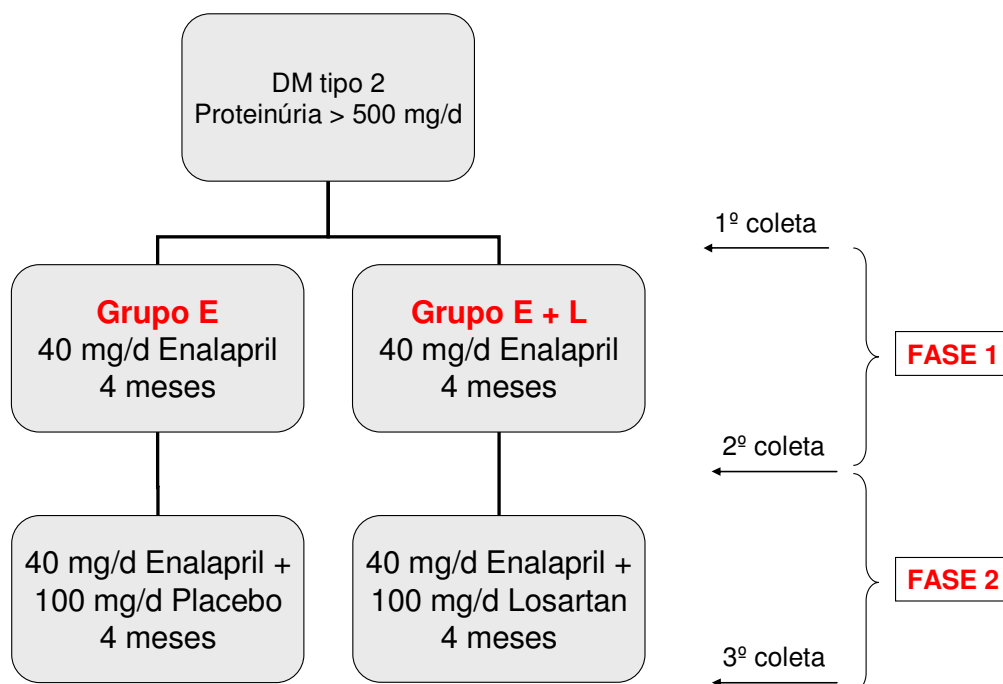 DM tipo 2
Proteinúria > 500 mg/d
1º coleta
Grupo E
40 mg/d Enalapril
4 meses
Grupo E + L
40 mg/d Enalapril
4 meses
FASE 1
2º coleta
40 mg/d Enalapril +
100 mg/d Placebo
4 meses
40 mg/d Enalapril +
100 mg/d Losartan
4 meses
FASE 2
3º coleta